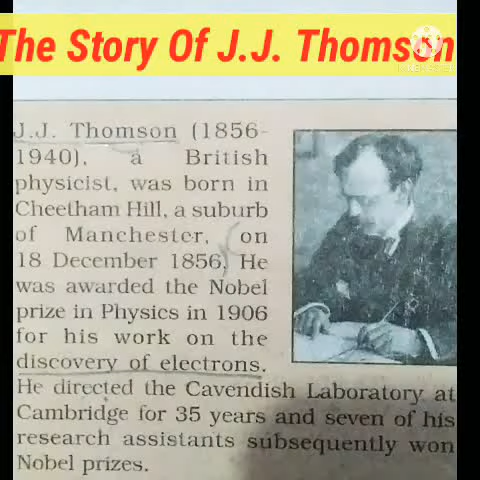 The Story Of J.J. Thomson
J.J. Thomson (1856-
1940), a British
physicist, was born in
Cheetham Hill, a suburb
of Manchester, on
18 December 1856. He
was awarded the Nobel
prize in Physics in 1906
for his work on the
discovery of electrons.
He directed the Cavendish Laboratory at
Cambridge for 35 years and seven of his
research assistants subsequently won
Nobel prizes.